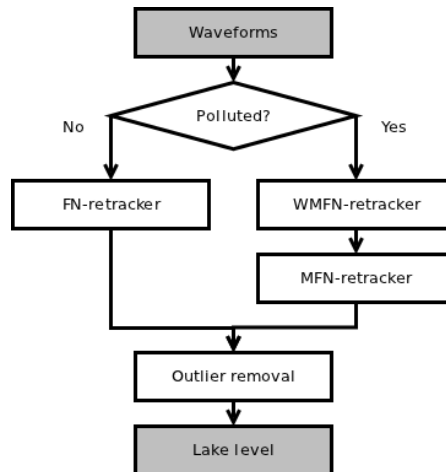 Waveforms
Polluted?
No
Yes
FN-retracker
WMFN-retracker
MFN-retracker
Outlier removal
Lake level